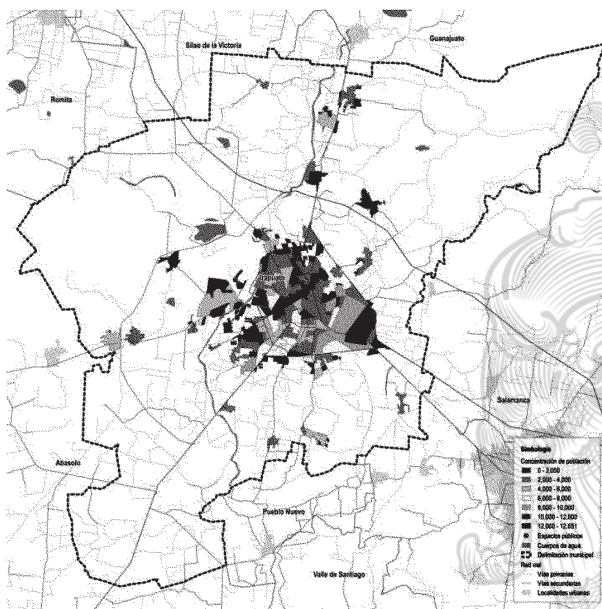 Silao de la Victoria
Guanajuato
Romita
Irapuato
Salamanca
Abasolo
Pueblo Nuevo
Valle de Santiago
Simbología
Concentración de población
0 - 2,000
2,000 - 4,000
4,000 - 6,000
6,000 - 8,000
8,000 - 10,000
10,000 - 12,000
12,000 - 12,651
Espacios públicos
Cuerpos de agua
Delimitación municipal
Red vial
Vías primarias
Vías secundarias
Localidades urbanas